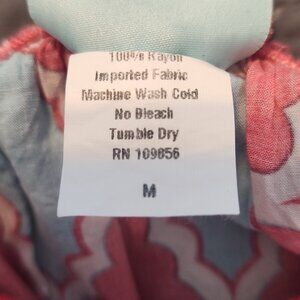 100% Rayon
Imported Fabric
Machine Wash Cold
No Bleach
Tumble Dry
RN 109856
M